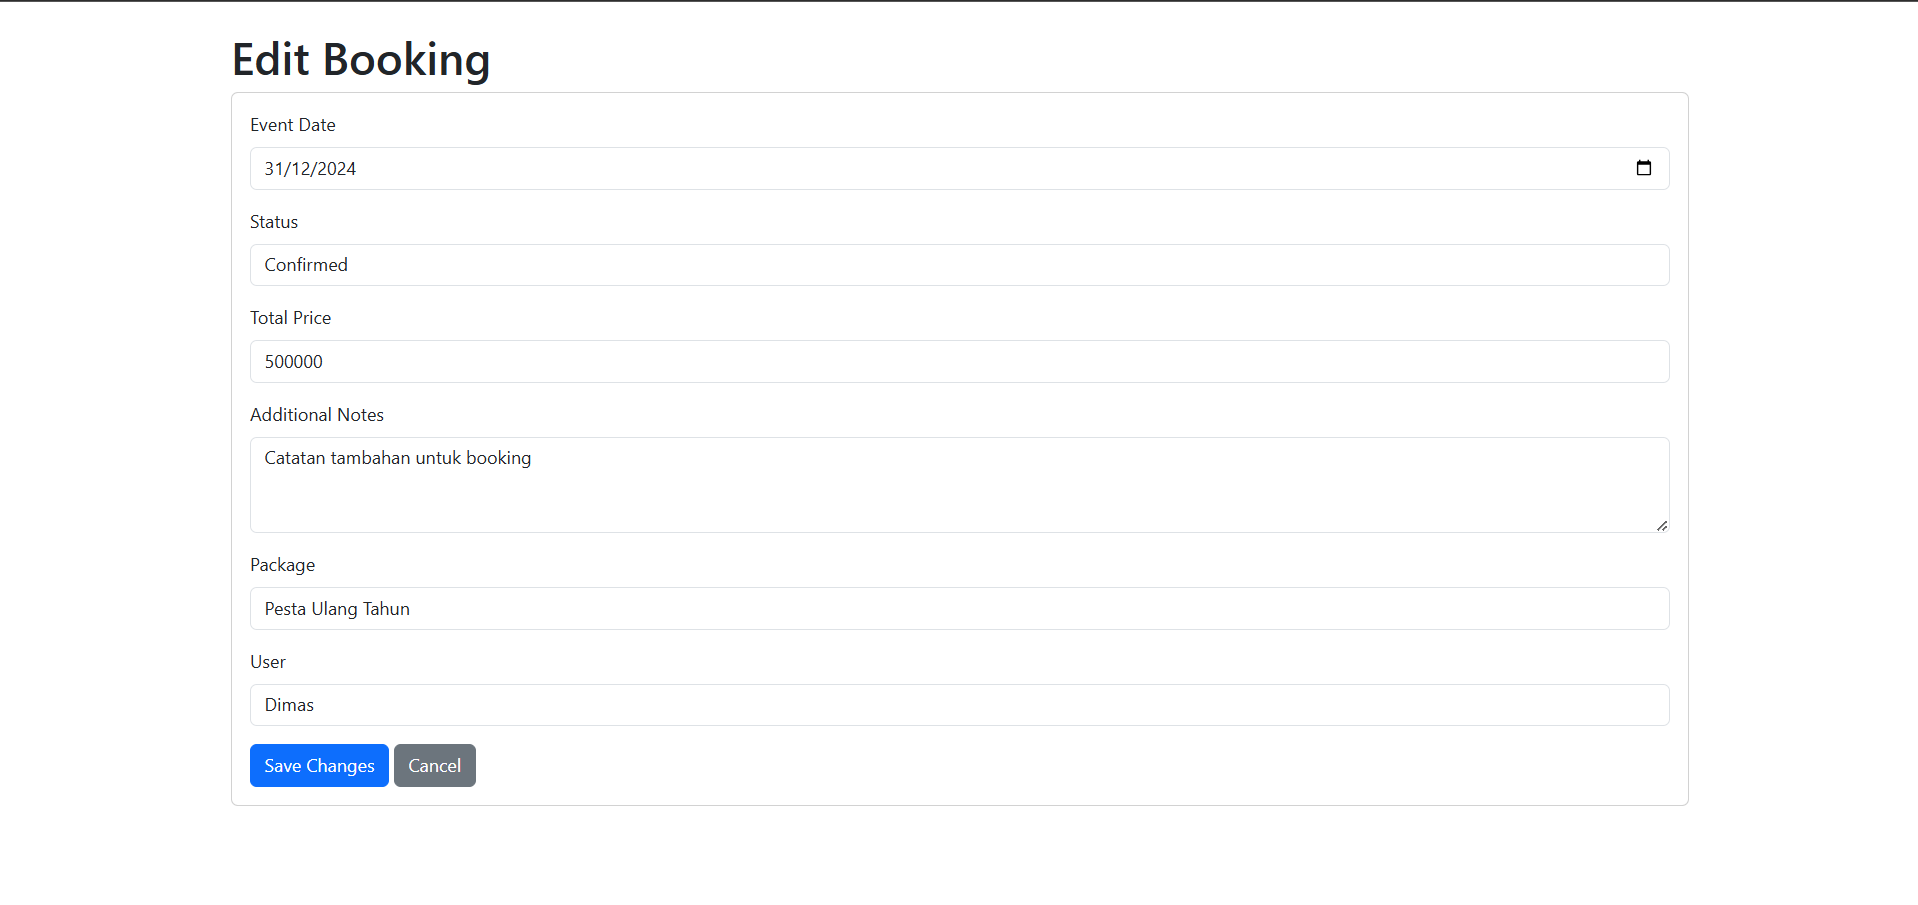 Edit Booking
Event Date
31/12/2024
Status
Confirmed
Total Price
500000
Additional Notes
Catatan tambahan untuk booking
Package
Pesta Ulang Tahun
User
Dimas
Save Changes Cancel